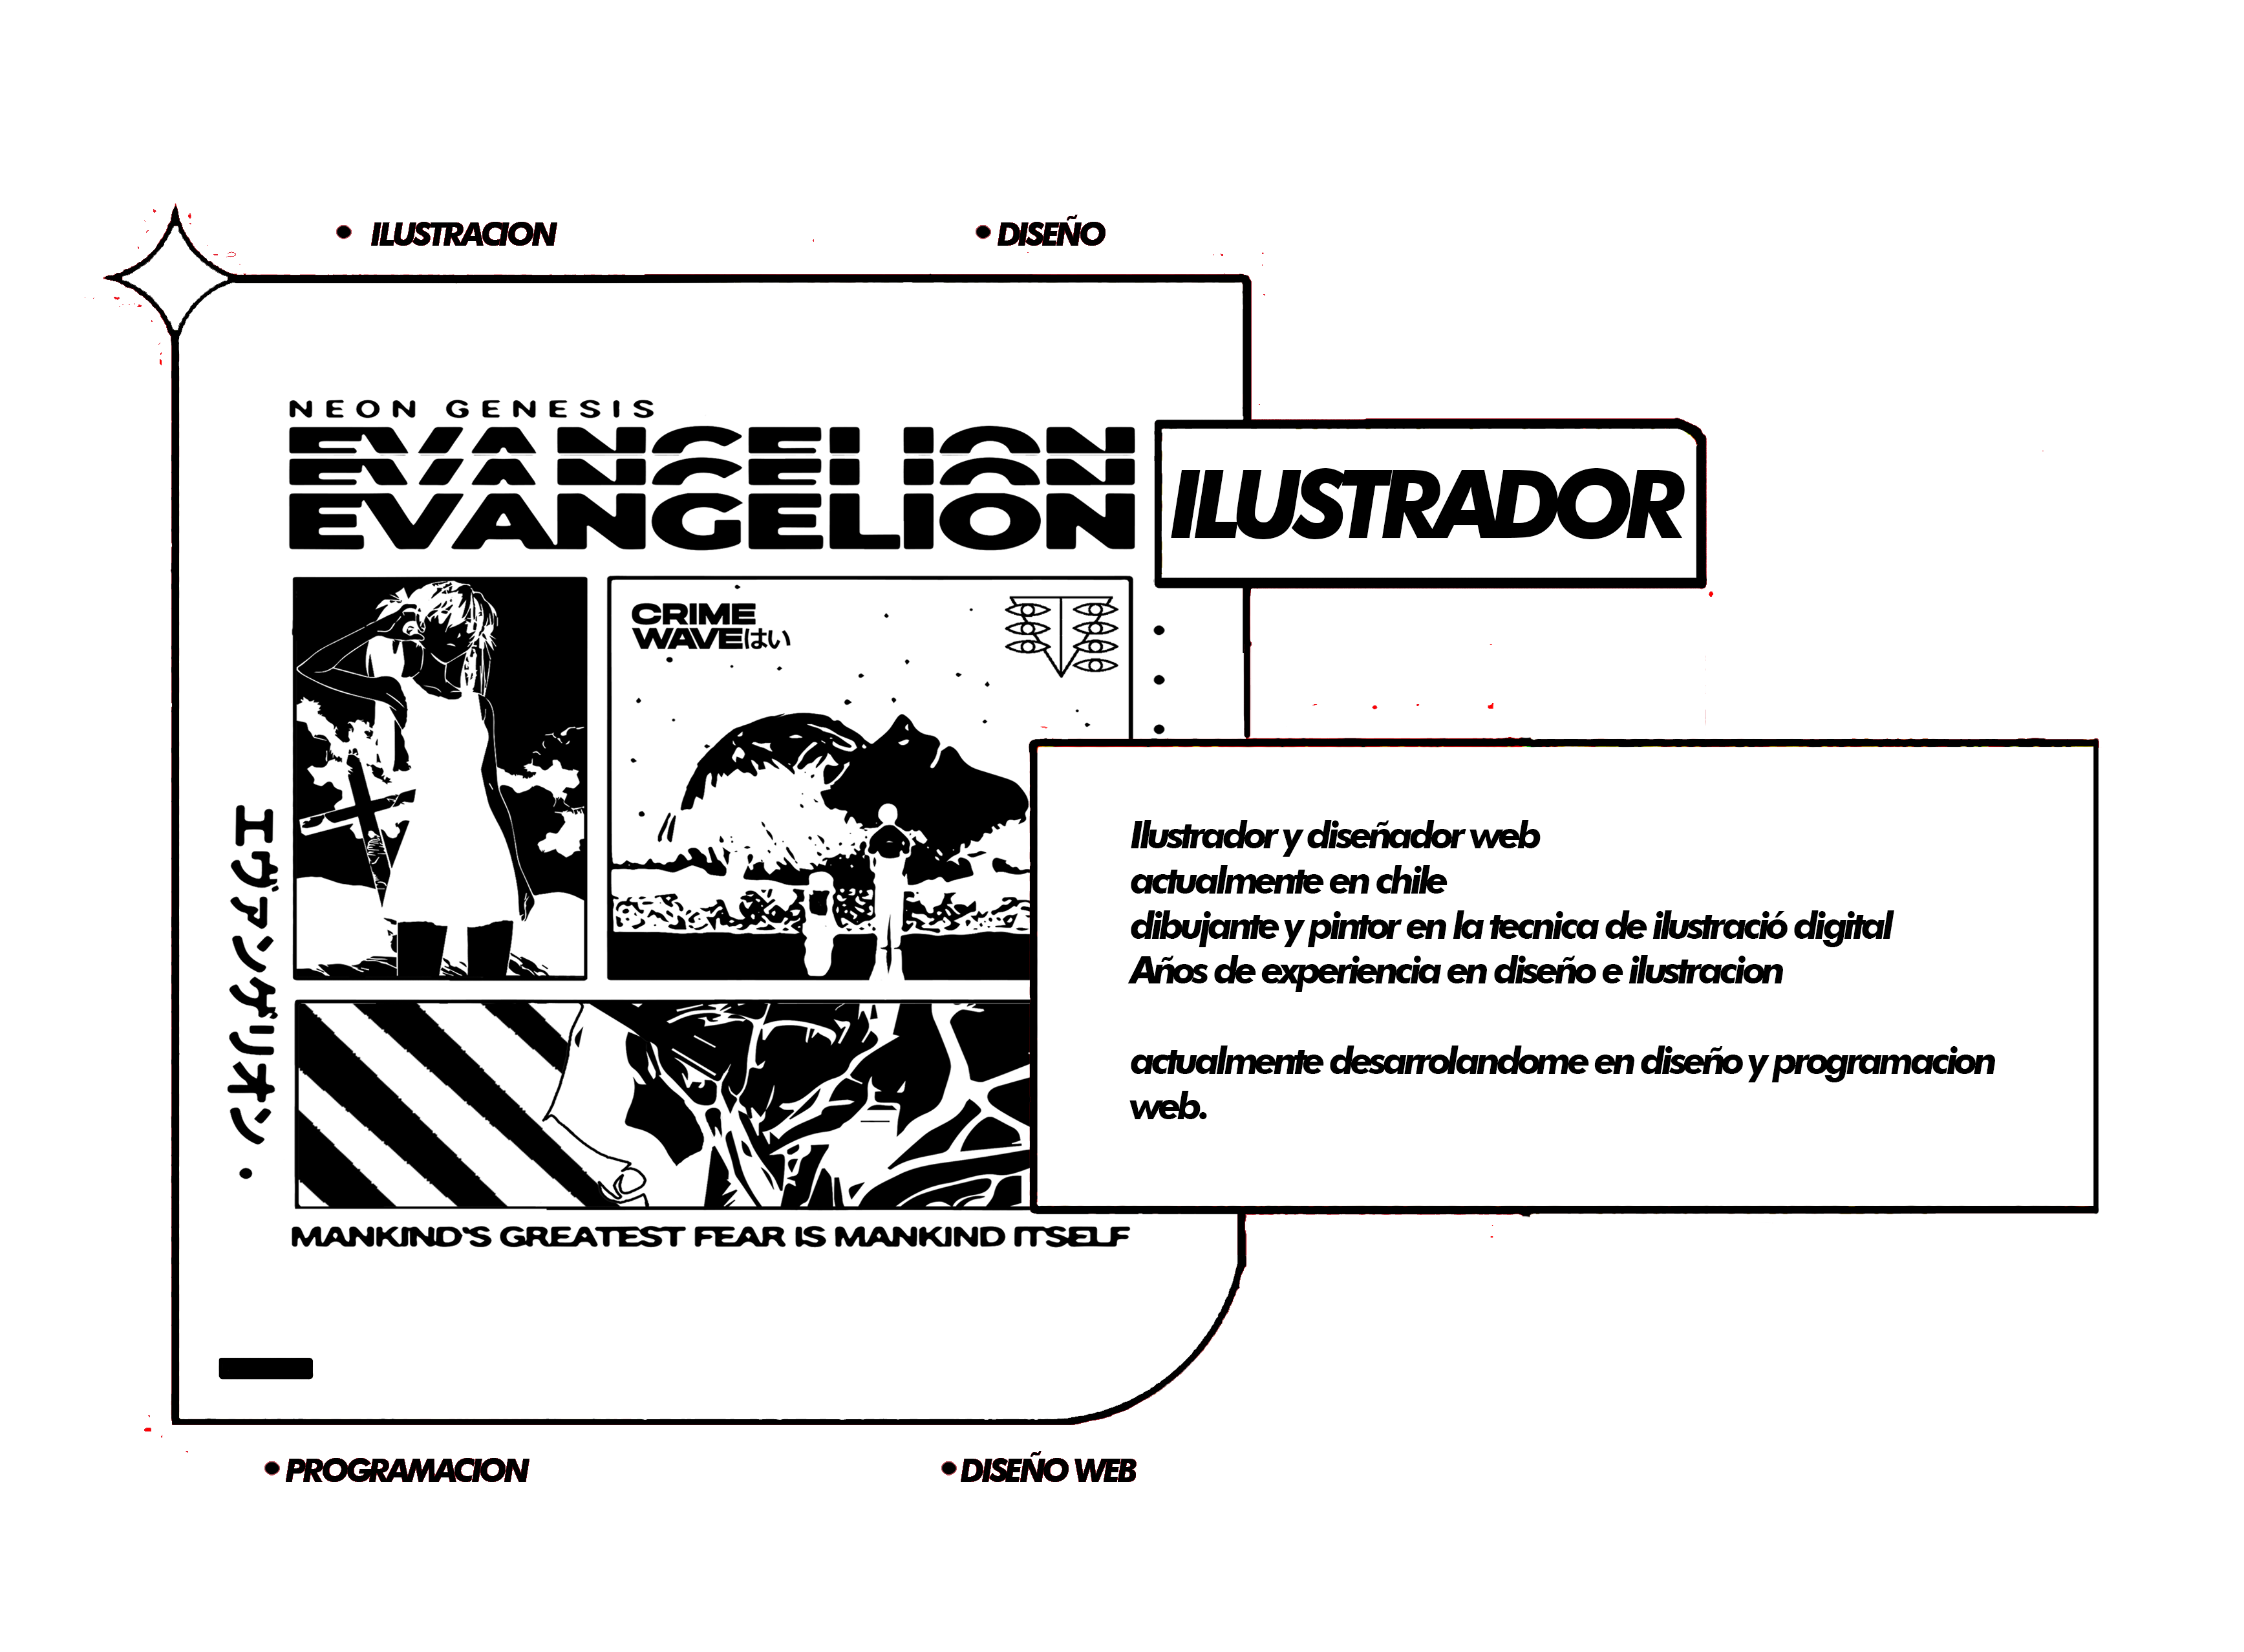 ILUSTRACION
DISEÑO
NEON GENESIS
EVANGELION
EVANGELION
EVANGELION
ILUSTRADOR
CRIME
WAVEはい
エヴァンゲリオン
Ilustrador y diseñador web
actualmente en chile
dibujante y pintor en la tecnica de ilustració digital
Años de experiencia en diseño e ilustracion
actualmente desarrolandome en diseño y programacion
web.
MANKIND'S GREATEST FEAR IS MANKIND ITSELF
PROGRAMACION
DISEÑO WEB